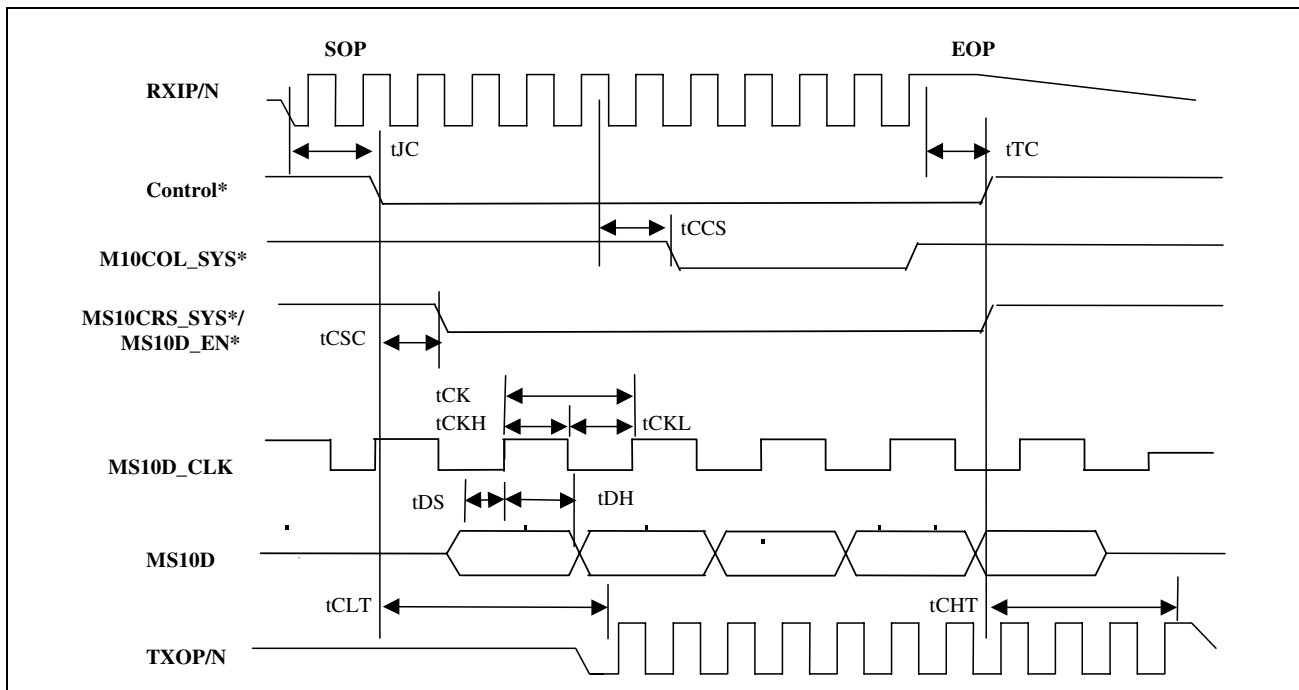 SOP EOP
RXIP/N
tJC tTC
Control*
tCCS
M10COL_SYS*
MS10CRS_SYS*/
MS10D_EN*
tCSC
tCK
tCKH tCKL
MS10D_CLK
tDS tDH
MS10D
tCLT tCHT
TXOP/N